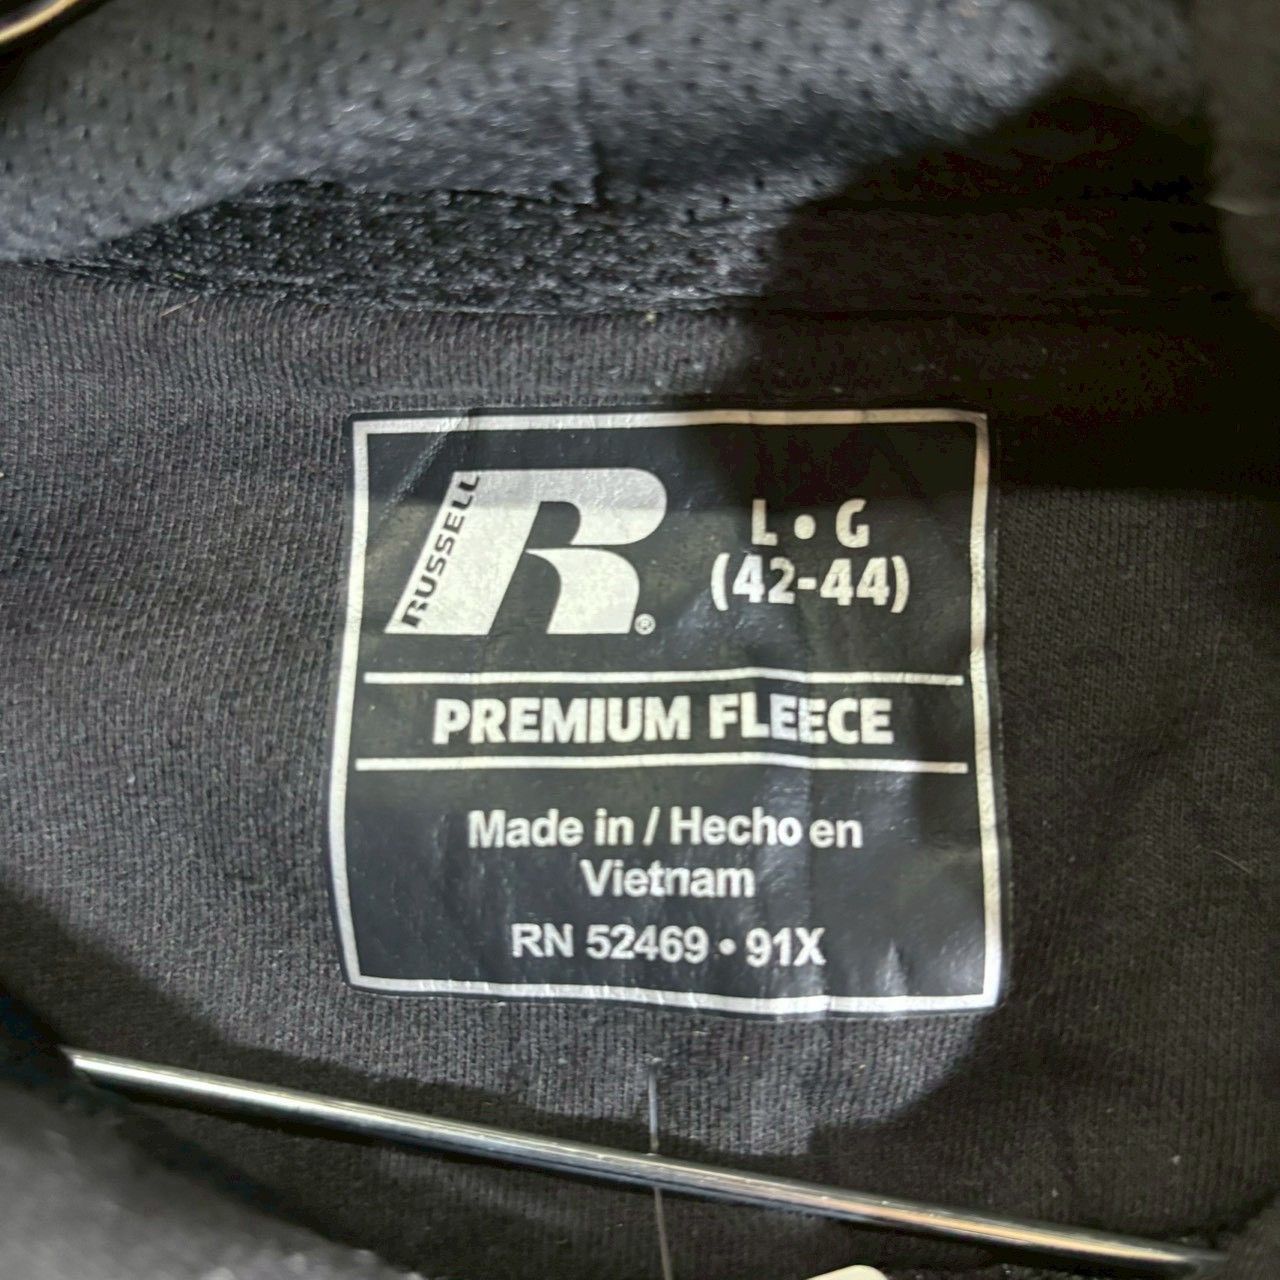 RUSSELL
R®
L • G
(42-44)
PREMIUM FLEECE
Made in / Hecho en
Vietnam
RN 52469 • 91X